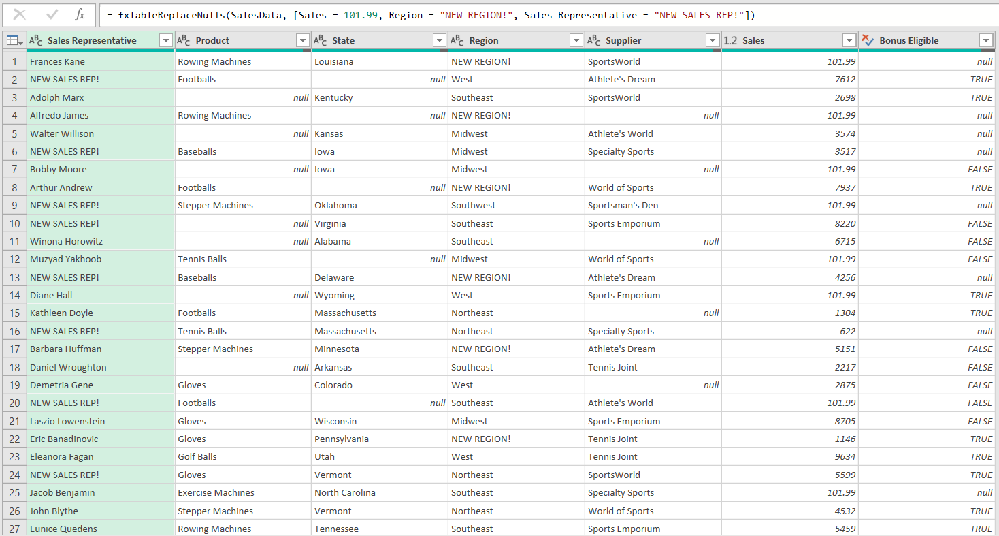 fx = fxTableReplaceNulls(SalesData, [Sales = 101.99, Region = "NEW REGION!", Sales Representative = "NEW SALES REP!"])
ABC Sales Representative ABC Product ABC State ABC Region ABC Supplier 1.2 Sales Bonus Eligible
1 Frances Kane Rowing Machines Louisiana NEW REGION! SportsWorld 101.99 null
2 NEW SALES REP! Footballs null West Athlete's Dream 7612 TRUE
3 Adolph Marx null Kentucky Southeast SportsWorld 2698 TRUE
4 Alfredo James Rowing Machines null NEW REGION! null 101.99 null
5 Walter Willison null Kansas Midwest Athlete's World 3574 null
6 NEW SALES REP! Baseballs Iowa Midwest Specialty Sports 3517 null
7 Bobby Moore null Iowa Midwest null 101.99 FALSE
8 Arthur Andrew Footballs null NEW REGION! World of Sports 7937 TRUE
9 NEW SALES REP! Stepper Machines Oklahoma Southwest Sportsman's Den 101.99 null
10 NEW SALES REP! null Virginia Southeast Sports Emporium 8220 FALSE
11 Winona Horowitz null Alabama Southeast null 6715 FALSE
12 Muzyad Yakhoob Tennis Balls null Midwest World of Sports 101.99 FALSE
13 NEW SALES REP! Baseballs Delaware NEW REGION! Athlete's Dream 4256 null
14 Diane Hall null Wyoming West Sports Emporium 101.99 TRUE
15 Kathleen Doyle Footballs Massachusetts Northeast null 1304 TRUE
16 NEW SALES REP! Tennis Balls Massachusetts Northeast Specialty Sports 622 null
17 Barbara Huffman Stepper Machines Minnesota NEW REGION! Athlete's Dream 5151 FALSE
18 Daniel Wroughton null Arkansas Southeast Tennis Joint 2217 FALSE
19 Demetria Gene Gloves Colorado West null 2875 FALSE
20 NEW SALES REP! Footballs null Southeast Athlete's World 101.99 FALSE
21 Laszio Lowenstein Gloves Wisconsin Midwest Sports Emporium 8705 FALSE
22 Eric Banadinovic Gloves Pennsylvania NEW REGION! Tennis Joint 1146 TRUE
23 Eleanora Fagan Golf Balls Utah West Tennis Joint 9634 TRUE
24 NEW SALES REP! Gloves Vermont Northeast SportsWorld 5599 TRUE
25 Jacob Benjamin Exercise Machines North Carolina Southeast Specialty Sports 101.99 null
26 John Blythe Stepper Machines Vermont Northeast World of Sports 4532 TRUE
27 Eunice Quedens Rowing Machines Tennessee Southeast Sports Emporium 5459 TRUE